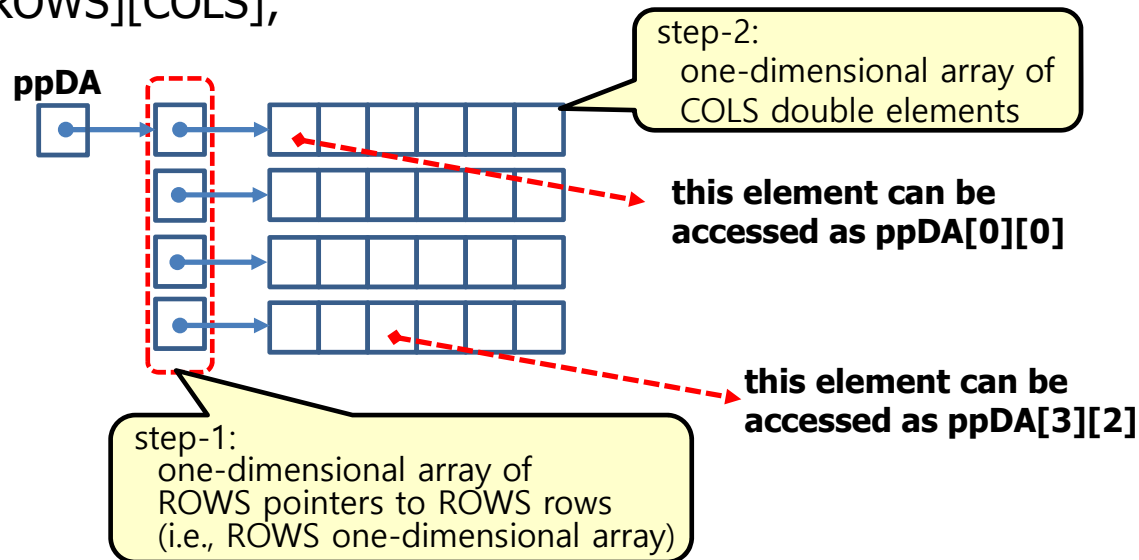 ROWS][COLS],
step-2:
one-dimensional array of
COLS double elements
ppDA
this element can be
accessed as ppDA[0][0]
this element can be
accessed as ppDA[3][2]
step-1:
one-dimensional array of
ROWS pointers to ROWS rows
(i.e., ROWS one-dimensional array)